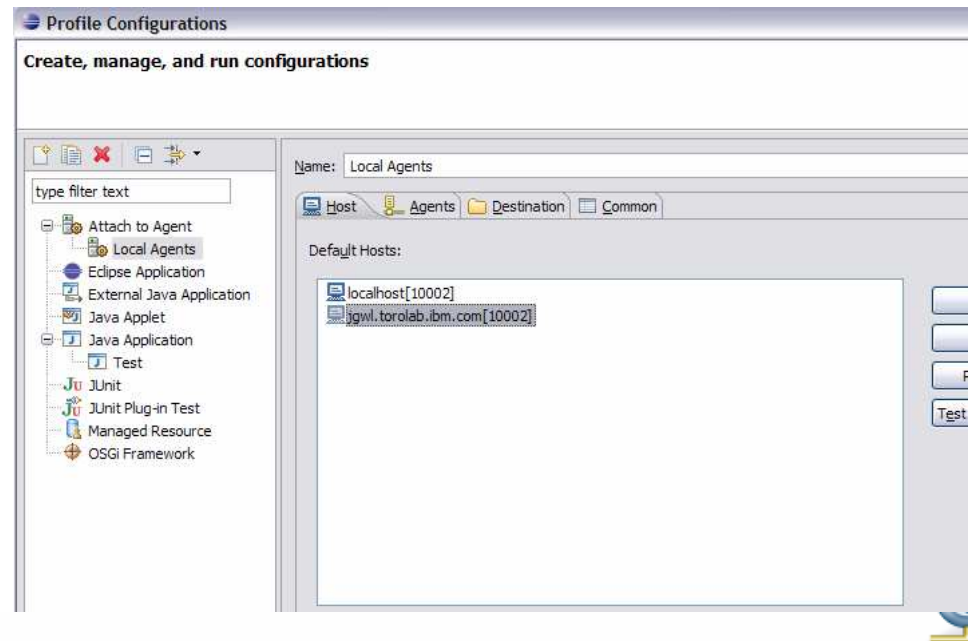 Profile Configurations
Create, manage, and run configurations
type filter text
Attach to Agent
Local Agents
Eclipse Application
External Java Application
Java Applet
Java Application
Test
JUnit
JUnit Plug-in Test
Managed Resource
OSGi Framework
Name: Local Agents
Host Agents Destination Common
Default Hosts:
localhost[10002]
jgwl.torolab.ibm.com[10002]
Test